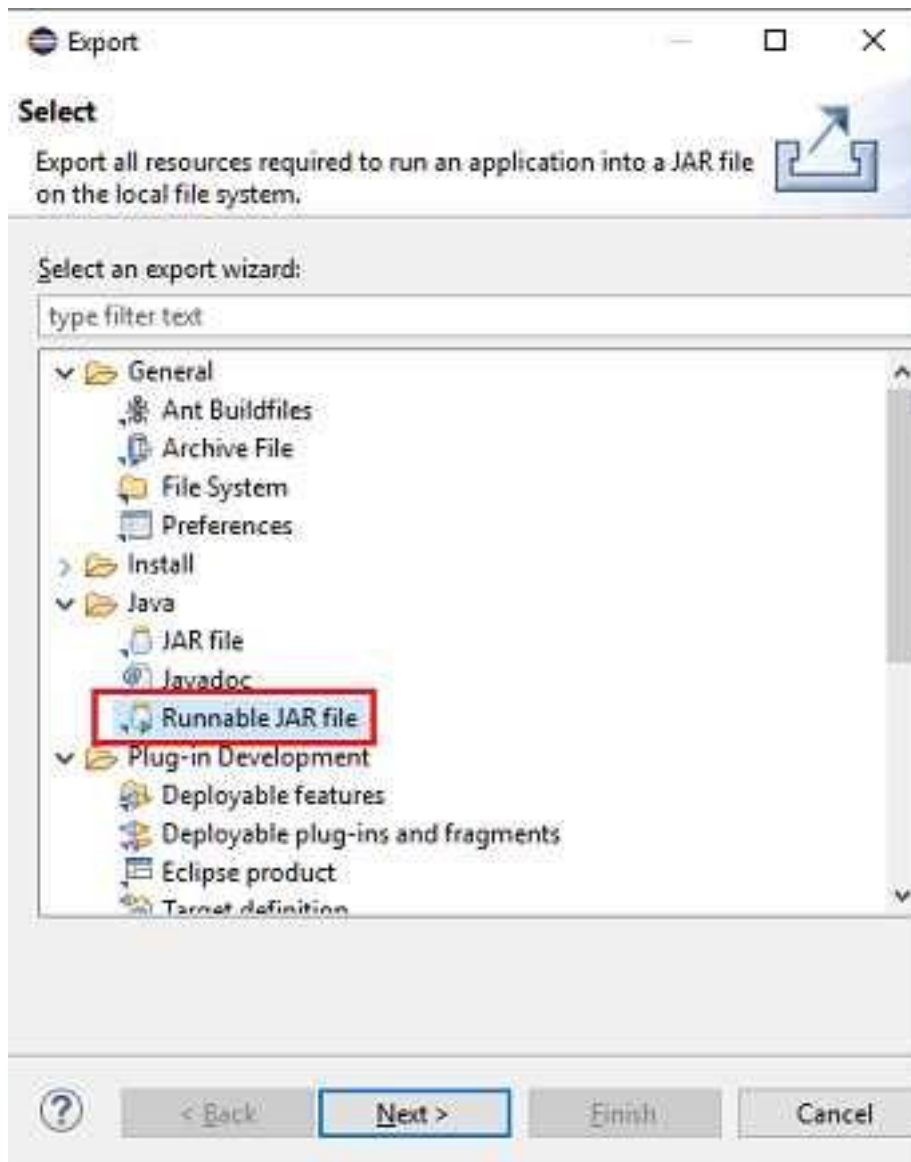 Export
Select
Export all resources required to run an application into a JAR file
on the local file system.
Select an export wizard:
type filter text
General
Ant Buildfiles
Archive File
File System
Preferences
Install
Java
JAR file
Javadoc
Runnable JAR file
Plug-in Development
Deployable features
Deployable plug-ins and fragments
Eclipse product
Target definition
? < Back Next > Finish Cancel